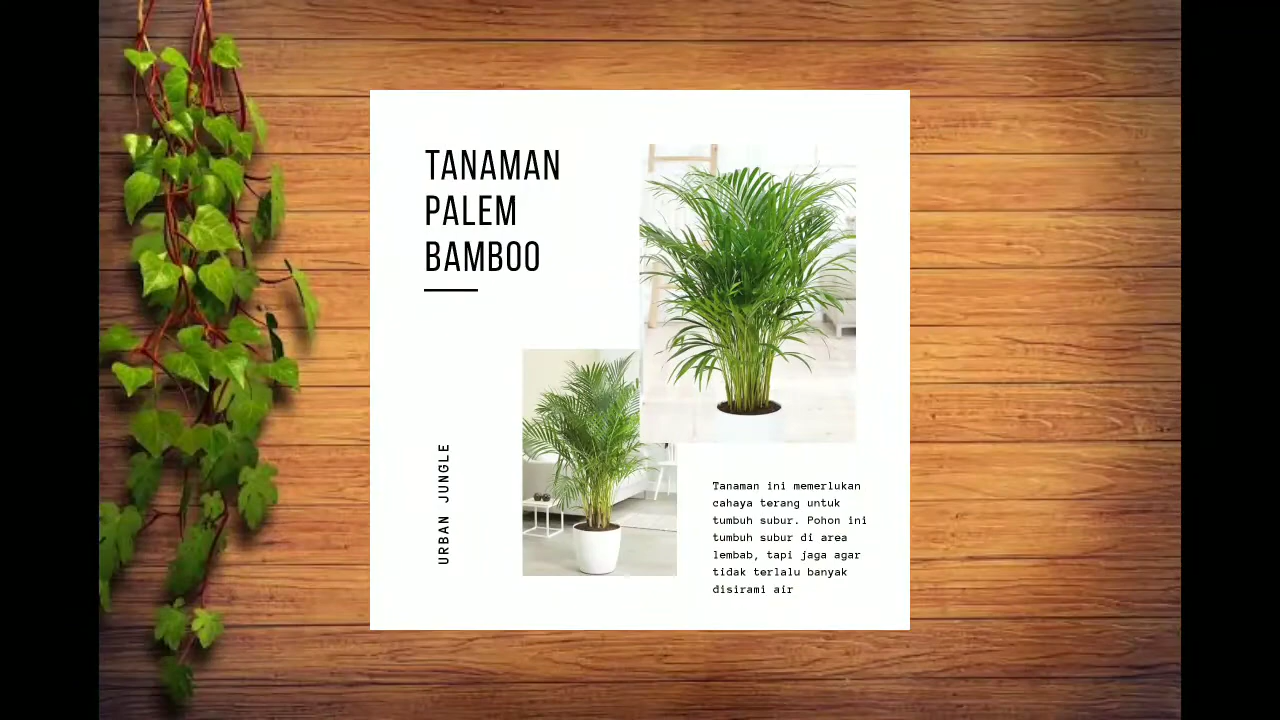 TANAMAN
PALEM
BAMBOO
URBAN JUNGLE
Tanaman ini memerlukan
cahaya terang untuk
tumbuh subur. Pohon ini
tumbuh subur di area
lembab, tapi jaga agar
tidak terlalu banyak
disirami air